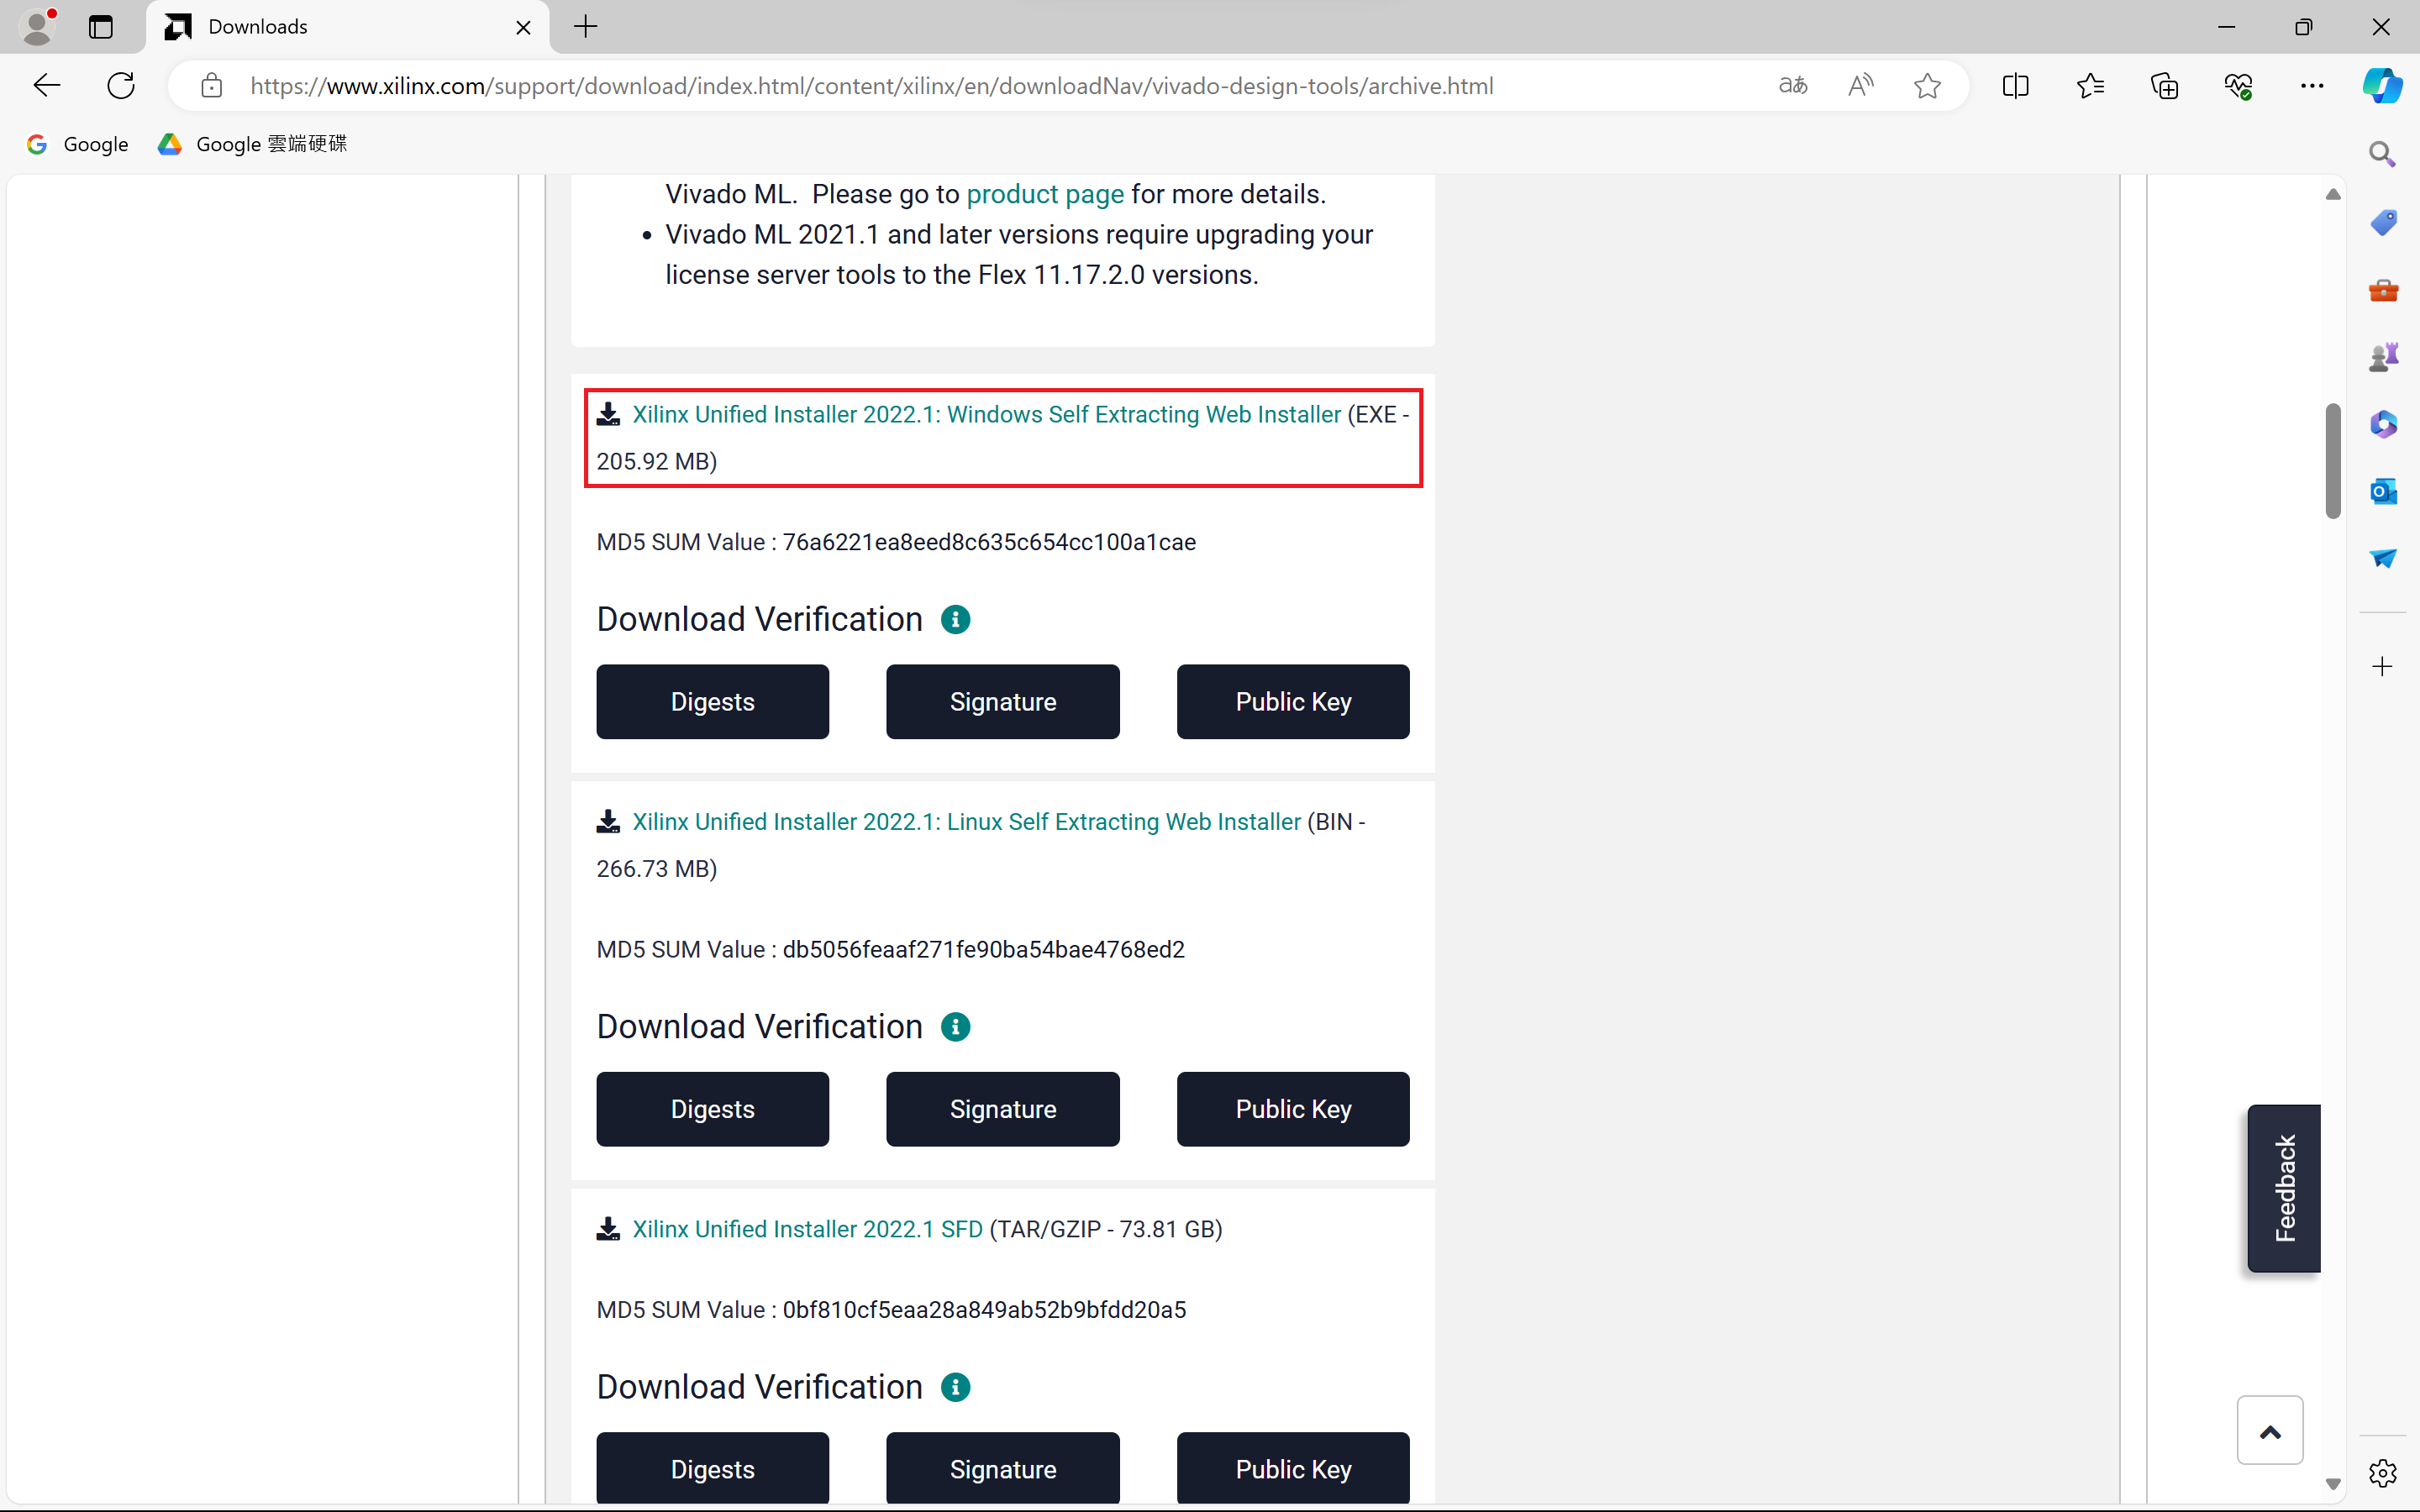 Downloads
https://www.xilinx.com/support/download/index.html/content/xilinx/en/downloadNav/vivado-design-tools/archive.html
Google
Google 雲端硬碟
Vivado ML. Please go to product page for more details.
• Vivado ML 2021.1 and later versions require upgrading your
license server tools to the Flex 11.17.2.0 versions.
Xilinx Unified Installer 2022.1: Windows Self Extracting Web Installer (EXE -
205.92 MB)
MD5 SUM Value : 76a6221ea8eed8c635c654cc100a1cae
Download Verification
Digests
Signature
Public Key
Xilinx Unified Installer 2022.1: Linux Self Extracting Web Installer (BIN -
266.73 MB)
MD5 SUM Value : db5056feaaf271fe90ba54bae4768ed2
Download Verification
Digests
Signature
Public Key
Xilinx Unified Installer 2022.1 SFD (TAR/GZIP - 73.81 GB)
MD5 SUM Value : 0bf810cf5eaa28a849ab52b9bfdd20a5
Download Verification
Digests
Signature
Public Key
Feedback